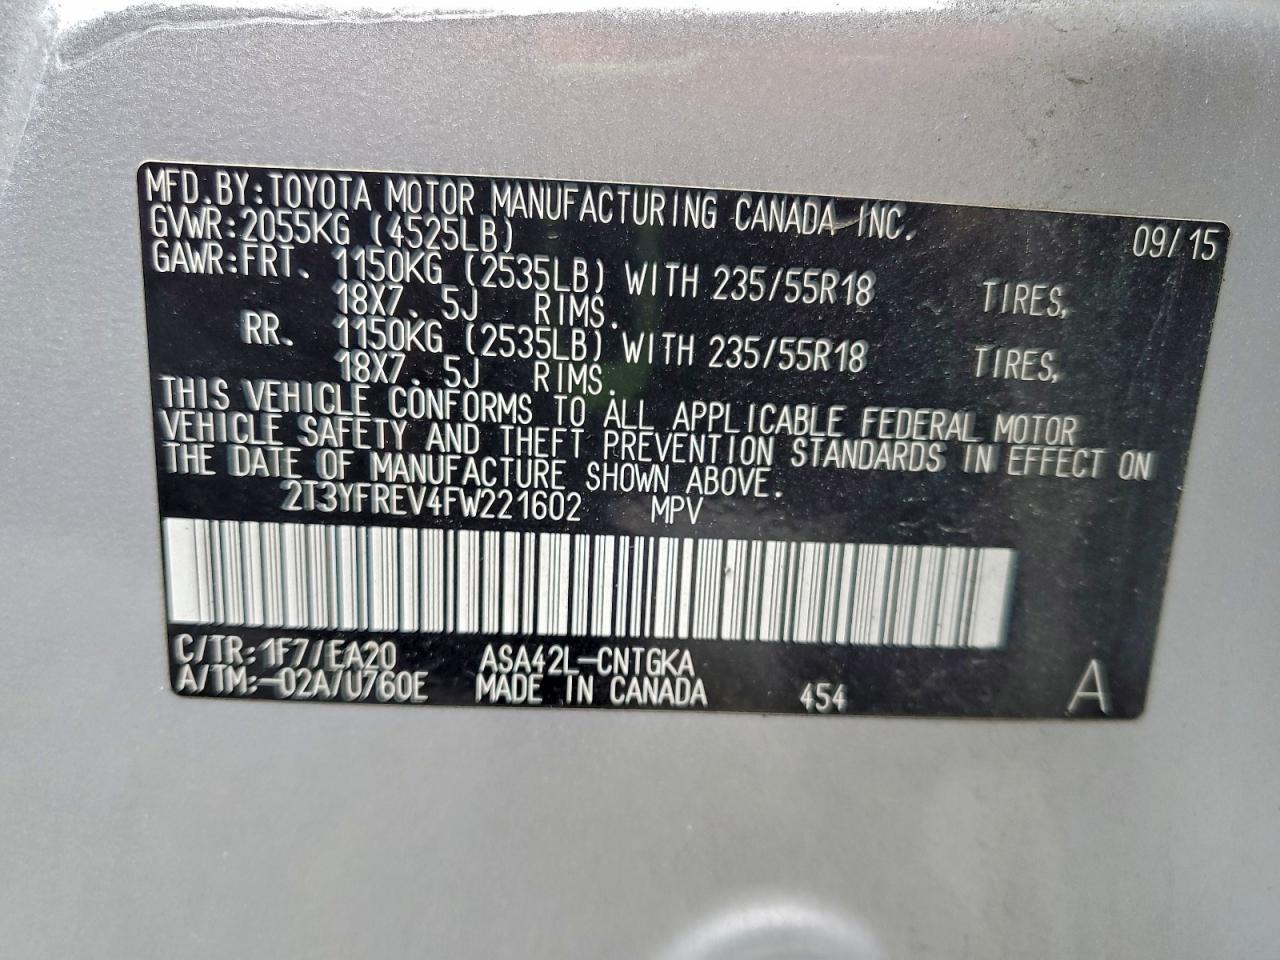 MFD.BY:TOYOTA MOTOR MANUFACTURING CANADA INC. 09/15
GVWR:2055KG (4525LB)
GAWR:FRT. 1150KG (2535LB) WITH 235/55R18 TIRES,
18X7. 5J RIMS.
RR. 1150KG (2535LB) WITH 235/55R18 TIRES,
18X7. 5J RIMS.
THIS VEHICLE CONFORMS TO ALL APPLICABLE FEDERAL MOTOR
VEHICLE SAFETY AND THEFT PREVENTION STANDARDS IN EFFECT ON
THE DATE OF MANUFACTURE SHOWN ABOVE.
2T3YFREV4FW221602 MPV
C/TR:1F7/EA20 ASA42L-CNTGKA
A/TM:-02A/U760E MADE IN CANADA 454 A